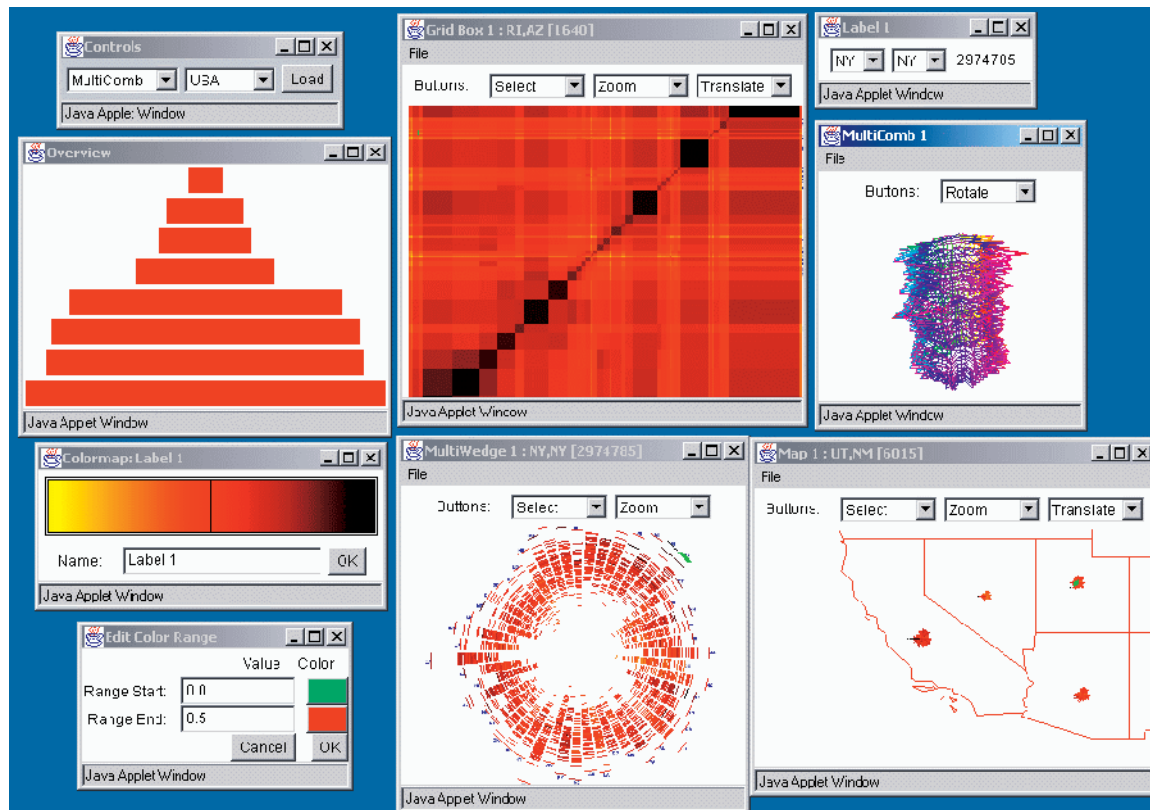 Controls
MultiComb USA Load
Java Apple: Window
Overview
Java Appet Window
Colormap: Label 1
Name: Label 1 OK
Java Applet Window
Edit Color Range
Value Color
Range Start: 0.0
Range End: 0.5
Cancel OK
Java Applet Window
Grid Box 1 : RI,AZ [1640]
File
Buttons: Select Zoom Translate
Java Applet Wincow
MultiWedge 1 : NY,NY [2974785]
File
Buttons: Select Zoom
Java Appet Window
Label 1
NY NY 2974705
Java Applet Window
MultiComb 1
File
Buttons: Rotate
Java Applet Window
Map 1 : UT,NM [6015]
File
Buttons: Select Zoom Translate
Java Applet Window